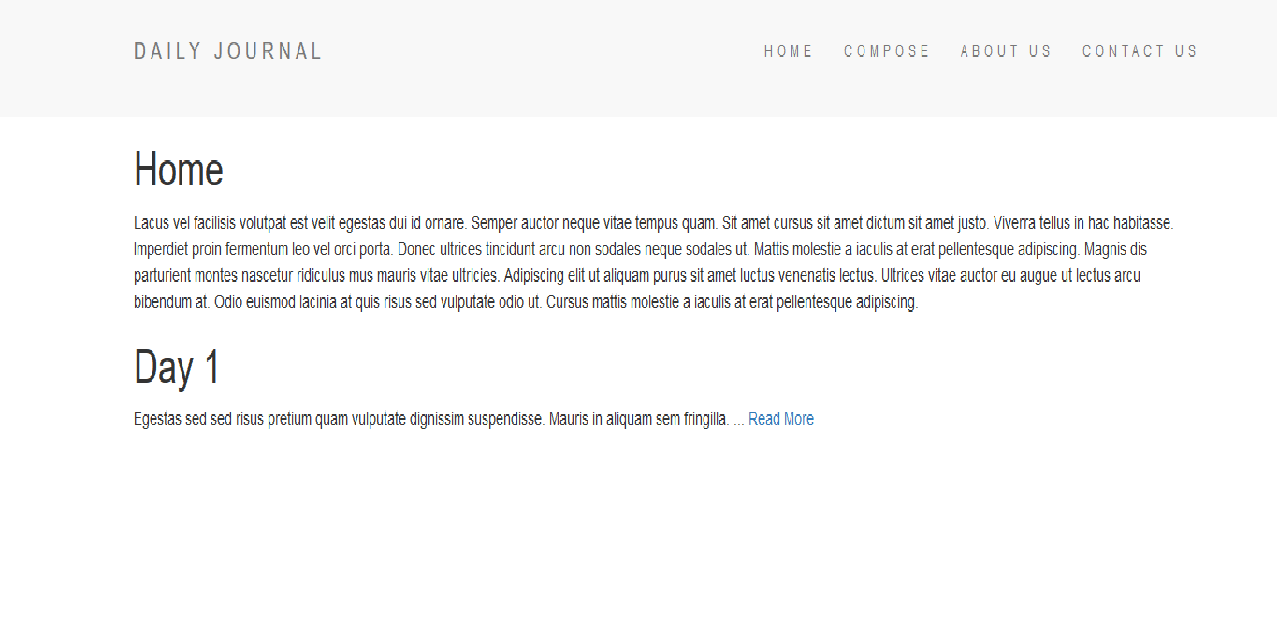 DAILY JOURNAL
HOME COMPOSE ABOUT US CONTACT US
Home
Lacus vel facilisis volutpat est velit egestas dui id ornare. Semper auctor neque vitae tempus quam. Sit amet cursus sit amet dictum sit amet justo. Viverra tellus in hac habitasse.
Imperdiet proin fermentum leo vel orci porta. Donec ultrices tincidunt arcu non sodales neque sodales ut. Mattis molestie a iaculis at erat pellentesque adipiscing. Magnis dis
parturient montes nascetur ridiculus mus mauris vitae ultricies. Adipiscing elit ut aliquam purus sit amet luctus venenatis lectus. Ultrices vitae auctor eu augue ut lectus arcu
bibendum at. Odio euismod lacinia at quis risus sed vulputate odio ut. Cursus mattis molestie a iaculis at erat pellentesque adipiscing.
Day 1
Egestas sed sed risus pretium quam vulputate dignissim suspendisse. Mauris in aliquam sem fringilla. ... Read More